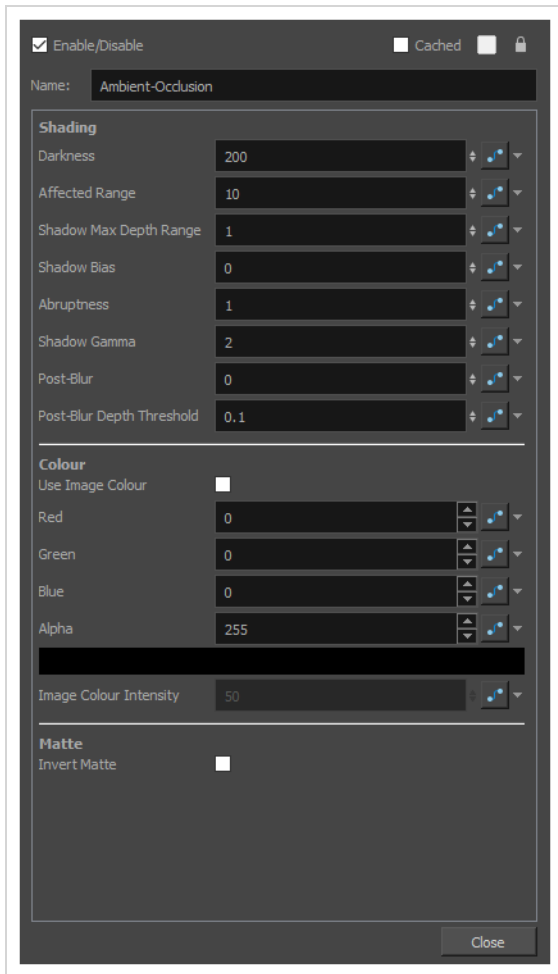 Enable/Disable Cached
Name: Ambient-Occlusion
Shading
Darkness 200
Affected Range 10
Shadow Max Depth Range 1
Shadow Bias 0
Abruptness 1
Shadow Gamma 2
Post-Blur 0
Post-Blur Depth Threshold 0.1
Colour
Use Image Colour
Red 0
Green 0
Blue 0
Alpha 255
Image Colour Intensity 50
Matte
Invert Matte
Close